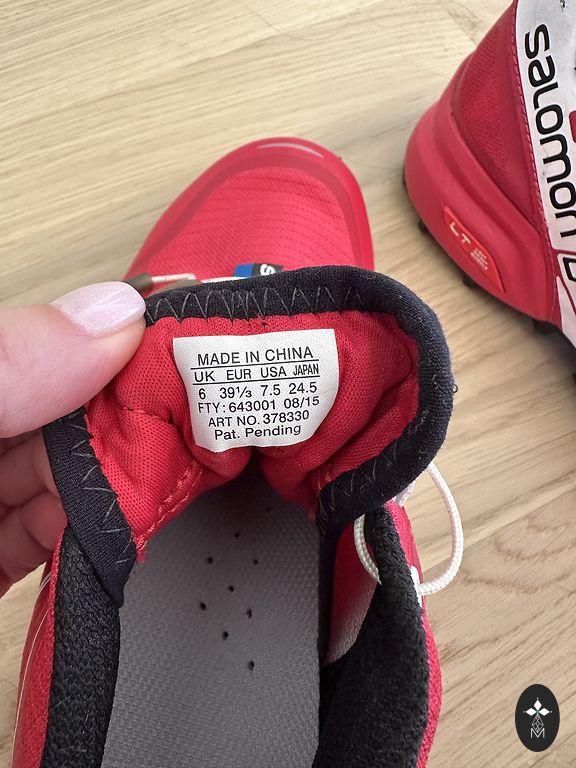 salomon
LT
S
MADE IN CHINA
UK EUR USA JAPAN
6 39⅓ 7.5 24.5
FTY: 643001 08/15
ART NO. 378330
Pat. Pending
M